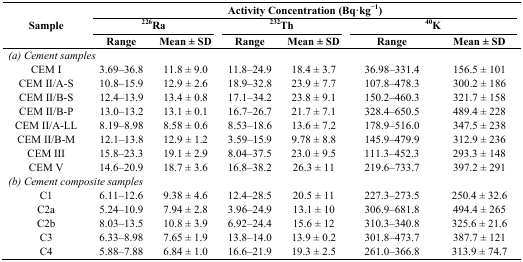 Activity Concentration (Bq·kg⁻¹)
Sample ²²⁶Ra ²³²Th ⁴⁰K
Range Mean ± SD Range Mean ± SD Range Mean ± SD
(a) Cement samples
CEM I 3.69–36.8 11.8 ± 9.0 11.8–24.9 18.4 ± 3.7 36.98–331.4 156.5 ± 101
CEM II/A-S 10.8–15.9 12.9 ± 2.6 18.9–32.8 23.9 ± 7.7 107.8–478.3 300.2 ± 186
CEM II/B-S 12.4–13.9 13.4 ± 0.8 17.1–34.2 23.8 ± 9.1 150.2–460.3 321.7 ± 158
CEM II/B-P 13.0–13.2 13.1 ± 0.1 16.7–26.7 21.7 ± 7.1 328.4–650.5 489.4 ± 228
CEM II/A-LL 8.19–8.98 8.58 ± 0.6 8.53–18.6 13.6 ± 7.2 178.9–516.0 347.5 ± 238
CEM II/B-M 12.1–13.8 12.9 ± 1.2 3.59–15.9 9.78 ± 8.8 145.9–479.9 312.9 ± 236
CEM III 15.8–23.3 19.1 ± 2.9 8.04–37.5 23.0 ± 9.5 111.3–452.3 293.3 ± 148
CEM V 14.6–20.9 18.7 ± 3.6 16.8–38.2 26.3 ± 11 219.6–733.7 397.2 ± 291
(b) Cement composite samples
C1 6.11–12.6 9.38 ± 4.6 12.4–28.5 20.5 ± 11 227.3–273.5 250.4 ± 32.6
C2a 5.24–10.9 7.94 ± 2.8 3.96–24.9 13.1 ± 10 306.9–681.8 494.4 ± 265
C2b 8.03–13.5 10.8 ± 3.9 6.92–24.4 15.6 ± 12 310.3–340.8 325.6 ± 21.6
C3 6.33–8.98 7.65 ± 1.9 13.8–14.0 13.9 ± 0.2 301.8–473.7 387.7 ± 121
C4 5.88–7.88 6.84 ± 1.0 16.6–21.9 19.3 ± 2.5 261.0–366.8 313.9 ± 74.7